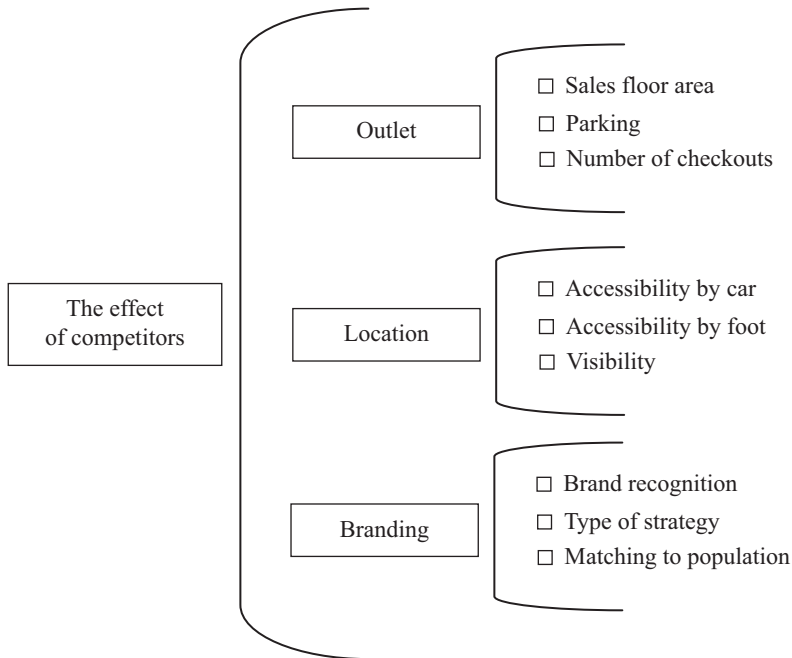 The effect
of competitors
Outlet
☐ Sales floor area
☐ Parking
☐ Number of checkouts
Location
☐ Accessibility by car
☐ Accessibility by foot
☐ Visibility
Branding
☐ Brand recognition
☐ Type of strategy
☐ Matching to population